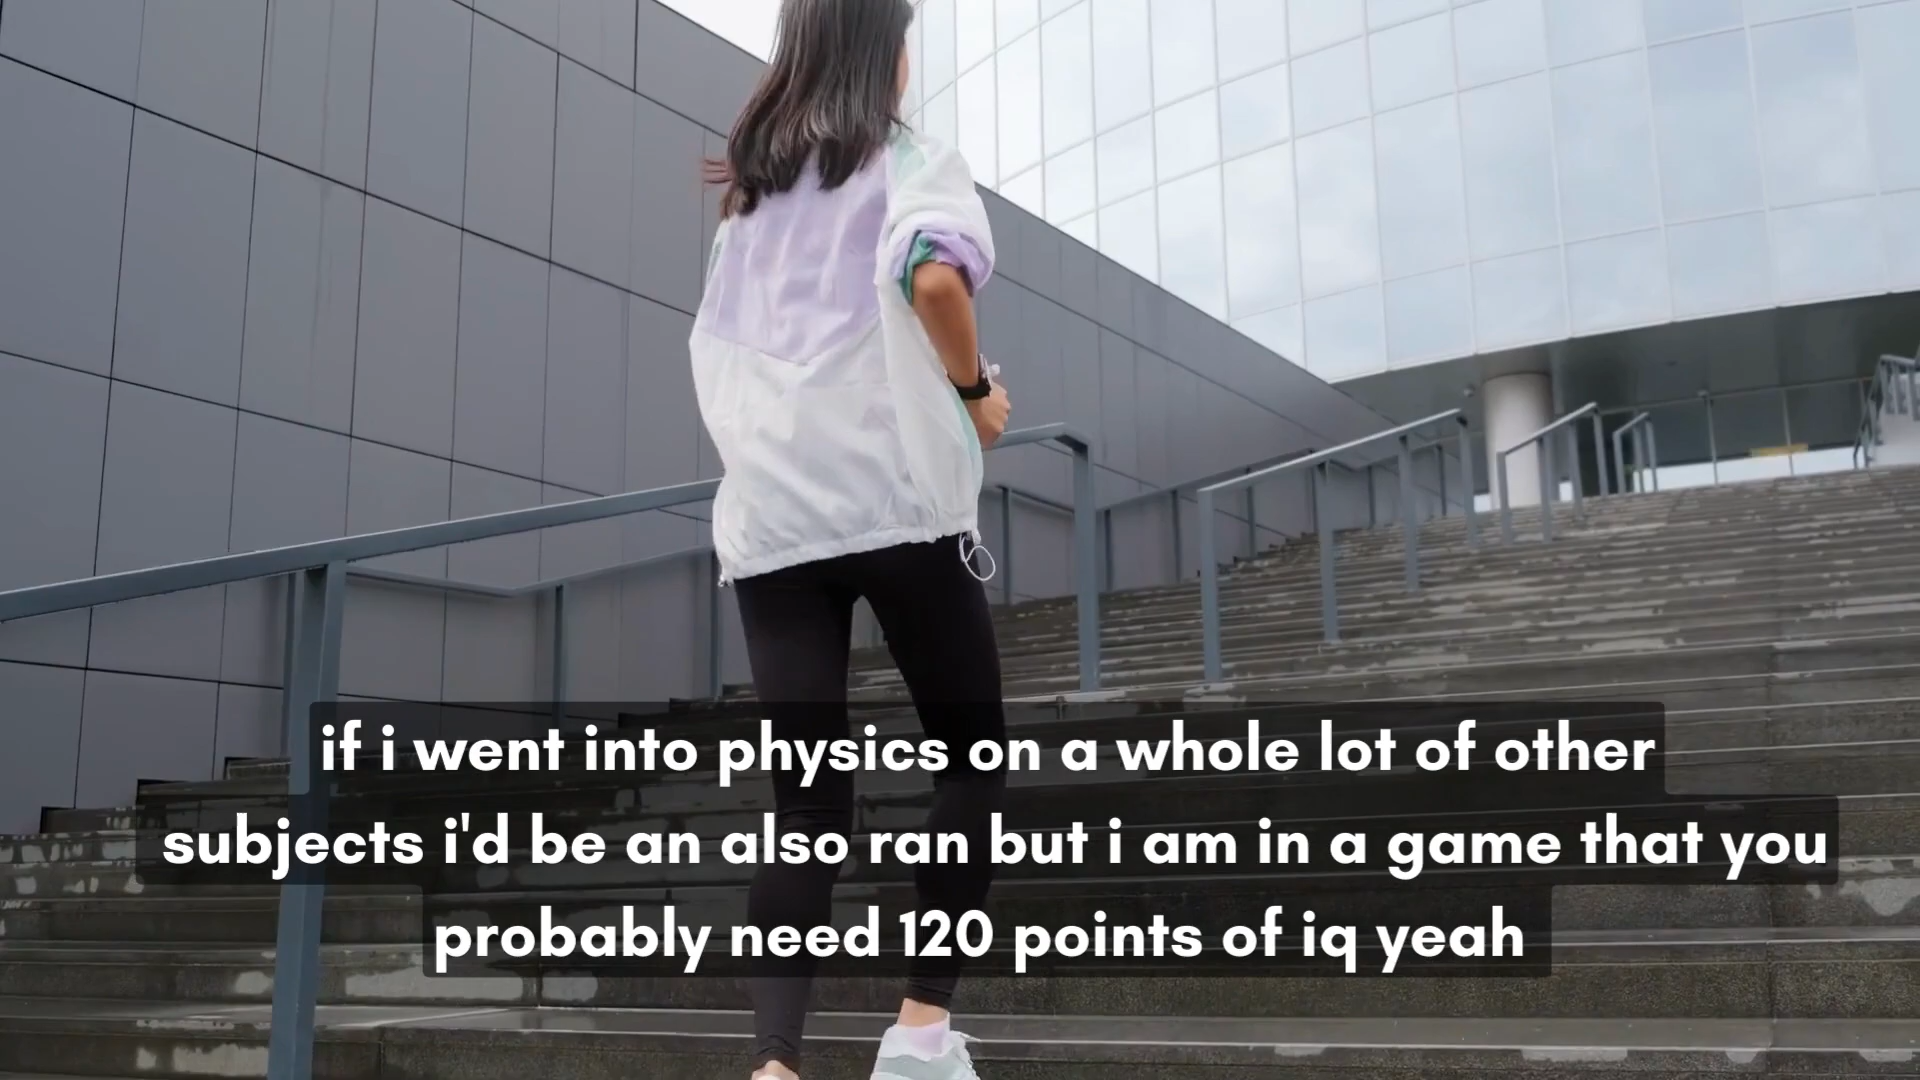 if i went into physics on a whole lot of other
subjects i'd be an also ran but i am in a game that you
probably need 120 points of iq yeah